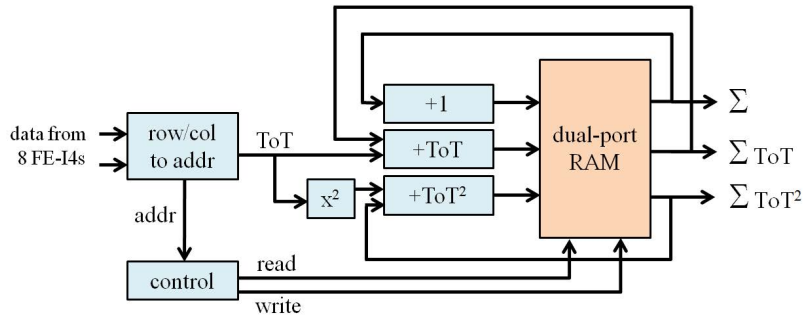 data from
8 FE-I4s
row/col
to addr
ToT
x²
addr
control
read
write
+1
+ToT
+ToT²
dual-port
RAM
∑
∑ ToT
∑ ToT²